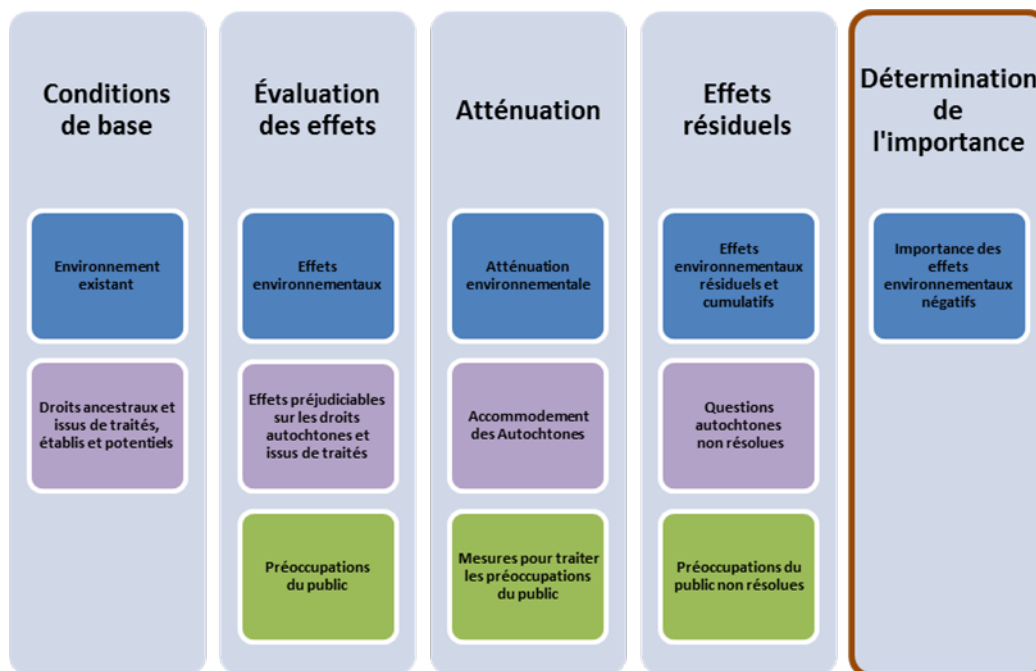 Conditions
de base
Environnement
existant
Droits ancestraux et
issus de traités,
établis et potentiels
Évaluation
des effets
Effets
environnementaux
Effets préjudiciables
sur les droits
autochtones et
issus de traités
Préoccupations
du public
Atténuation
Atténuation
environnementale
Accommodement
des Autochtones
Mesures pour traiter
les préoccupations
du public
Effets
résiduels
Effets
environnementaux
résiduels et
cumulatifs
Questions
autochtones
non résolues
Préoccupations du
public non résolues
Détermination
de
l'importance
Importance des
effets
environnementaux
négatifs